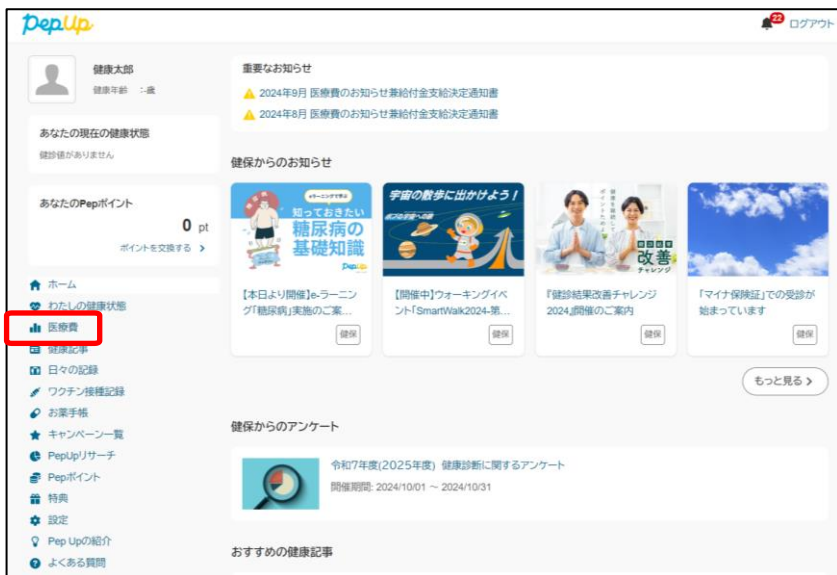 PepUp
22
ログアウト
健康太郎
健康年齢 :-歳
あなたの現在の健康状態
健診値がありません
あなたのPepポイント
0 pt
ポイントを交換する
ホーム
わたしの健康状態
医療費
健康記事
日々の記録
ワクチン接種記録
お薬手帳
キャンペーン一覧
PepUpリサーチ
Pepポイント
特典
設定
Pep Upの紹介
よくある質問
重要なお知らせ
2024年9月 医療費のお知らせ兼給付金支給決定通知書
2024年8月 医療費のお知らせ兼給付金支給決定通知書
健保からのお知らせ
eラーニングで学ぶ
知っておきたい
糖尿病の
基礎知識
PepUp
【本日より開催】e-ラーニン
グ「糖尿病」実施のご案...
健保
宇宙の散歩に出かけよう!
【開催中】ウォーキングイベ
ント「SmartWalk2024-第...
健保
改善
チャレンジ
『健診結果改善チャレンジ
2024』開催のご案内
健保
「マイナ保険証」での受診が
始まっています
健保
もっと見る
健保からのアンケート
令和7年度(2025年度) 健康診断に関するアンケート
開催期間: 2024/10/01 ～ 2024/10/31
おすすめの健康記事